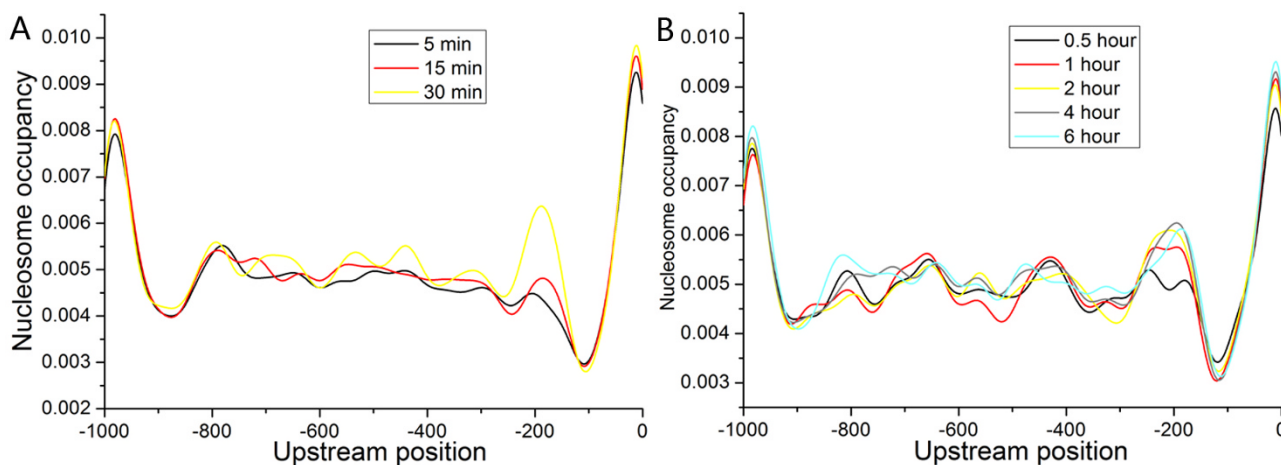 A
Nucleosome occupancy
0.010
0.009
0.008
0.007
0.006
0.005
0.004
0.003
0.002
5 min
15 min
30 min
-1000 -800 -600 -400 -200 0
Upstream position
B
Nucleosome occupancy
0.010
0.009
0.008
0.007
0.006
0.005
0.004
0.003
0.5 hour
1 hour
2 hour
4 hour
6 hour
-1000 -800 -600 -400 -200 0
Upstream position